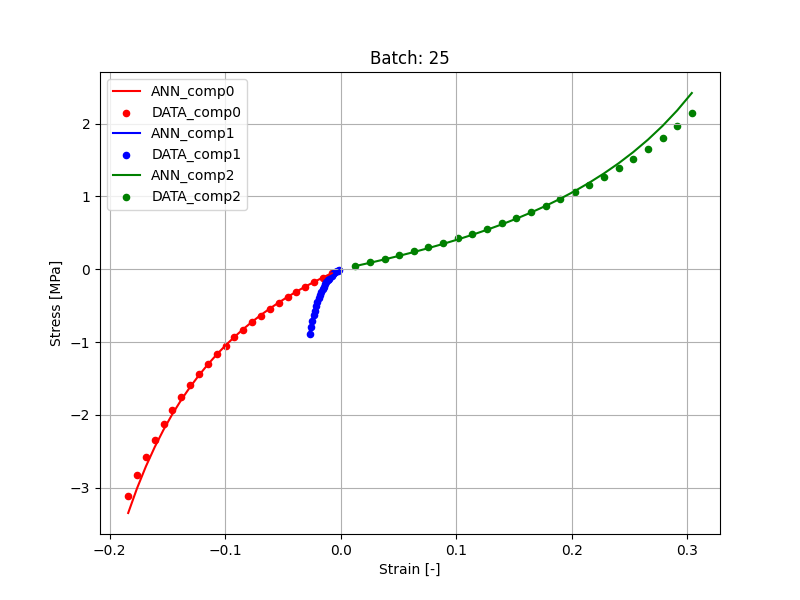 Batch: 25
ANN_comp0
DATA_comp0
ANN_comp1
DATA_comp1
ANN_comp2
DATA_comp2
Stress [MPa]
2
1
0
−1
−2
−3
−0.2
−0.1
0.0
0.1
0.2
0.3
Strain [-]